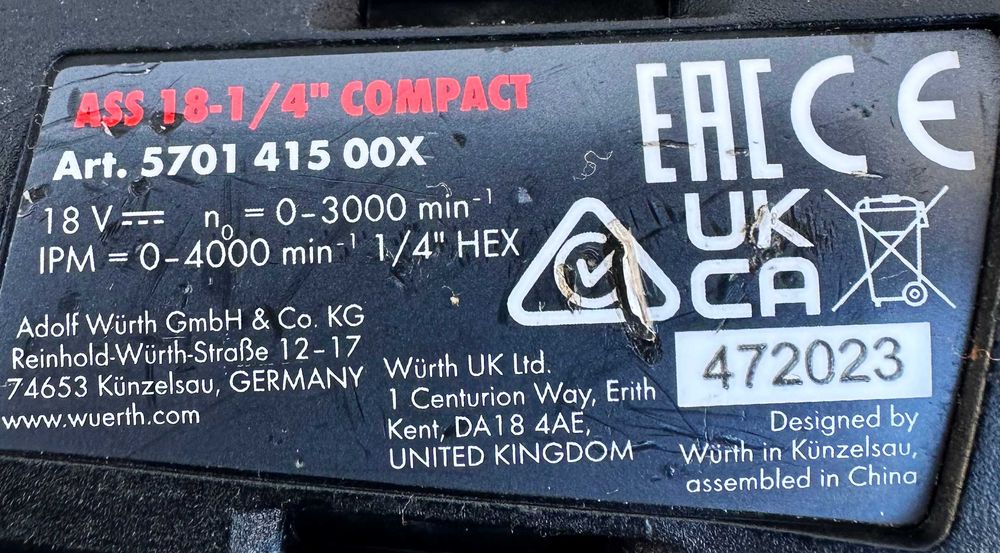 ASS 18-1/4" COMPACT
Art. 5701 415 00X
18 V⎓ n₀ = 0-3000 min⁻¹
IPM = 0-4000 min⁻¹ 1/4" HEX
Adolf Würth GmbH & Co. KG
Reinhold-Würth-Straße 12-17
74653 Künzelsau, GERMANY
www.wuerth.com
Würth UK Ltd.
1 Centurion Way, Erith
Kent, DA18 4AE,
UNITED KINGDOM
EAC CE
UK
CA
472023
Designed by
Würth in Künzelsau,
assembled in China